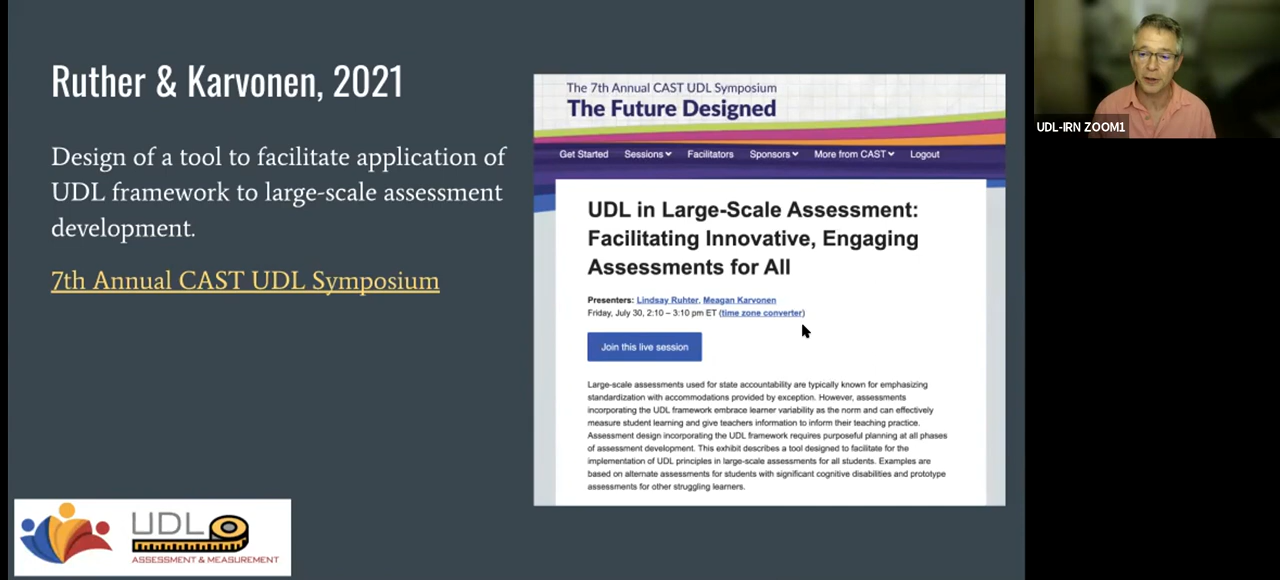 Ruther & Karvonen, 2021
Design of a tool to facilitate application of
UDL framework to large-scale assessment
development.
7th Annual CAST UDL Symposium
The 7th Annual CAST UDL Symposium
The Future Designed
Get Started Sessions Facilitators Sponsors More from CAST Logout
UDL in Large-Scale Assessment:
Facilitating Innovative, Engaging
Assessments for All
Presenters: Lindsay Ruhter, Meagan Karvonen
Friday, July 30, 2:10 – 3:10 pm ET (time zone converter)
Join this live session
Large-scale assessments used for state accountability are typically known for emphasizing
standardization with accommodations provided by exception. However, assessments
incorporating the UDL framework embrace learner variability as the norm and can effectively
measure student learning and give teachers information to inform their teaching practice.
Assessment design incorporating the UDL framework requires purposeful planning at all phases
of assessment development. This exhibit describes a tool designed to facilitate for the
implementation of UDL principles in large-scale assessments for all students. Examples are
based on alternate assessments for students with significant cognitive disabilities and prototype
assessments for other struggling learners.
UDL
ASSESSMENT & MEASUREMENT
UDL-IRN ZOOM1